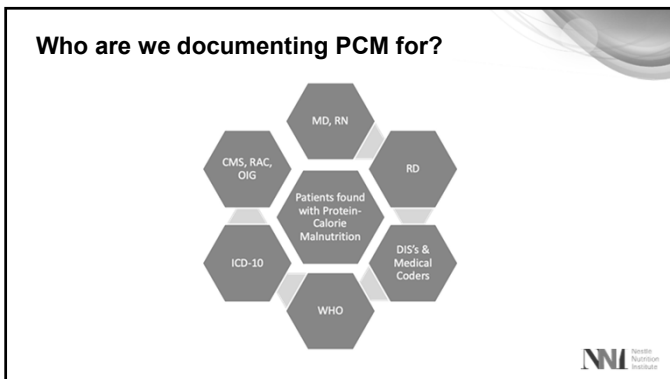 Who are we documenting PCM for?
MD, RN
CMS, RAC,
OIG
RD
Patients found
with Protein-
Calorie
Malnutrition
ICD-10
DIS's &
Medical
Coders
WHO
NNI
Nestlé
Nutrition
Institute